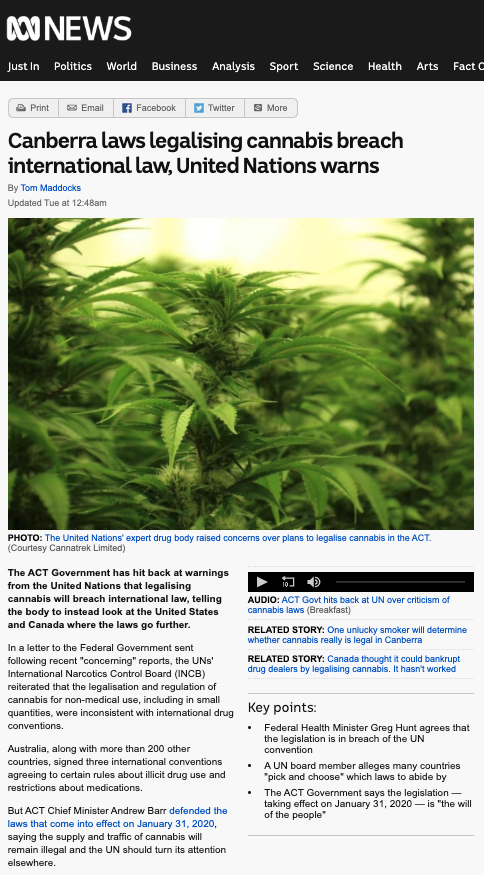 NEWS
Just In Politics World Business Analysis Sport Science Health Arts Fact
Print Email Facebook Twitter More
Canberra laws legalising cannabis breach
international law, United Nations warns
By Tom Maddocks
Updated Tue at 12:48am
PHOTO: The United Nations' expert drug body raised concerns over plans to legalise cannabis in the ACT.
(Courtesy Cannatrek Limited)
The ACT Government has hit back at warnings
from the United Nations that legalising
cannabis will breach international law, telling
the body to instead look at the United States
and Canada where the laws go further.
In a letter to the Federal Government sent
following recent "concerning" reports, the UNs'
International Narcotics Control Board (INCB)
reiterated that the legalisation and regulation of
cannabis for non-medical use, including in small
quantities, were inconsistent with international drug
conventions.
Australia, along with more than 200 other
countries, signed three international conventions
agreeing to certain rules about illicit drug use and
restrictions about medications.
But ACT Chief Minister Andrew Barr defended the
laws that come into effect on January 31, 2020,
saying the supply and traffic of cannabis will
remain illegal and the UN should turn its attention
elsewhere.
10
AUDIO: ACT Govt hits back at UN over criticism of
cannabis laws (Breakfast)
RELATED STORY: One unlucky smoker will determine
whether cannabis really is legal in Canberra
RELATED STORY: Canada thought it could bankrupt
drug dealers by legalising cannabis. It hasn't worked
Key points:
• Federal Health Minister Greg Hunt agrees that
the legislation is in breach of the UN
convention
• A UN board member alleges many countries
"pick and choose" which laws to abide by
• The ACT Government says the legislation —
taking effect on January 31, 2020 — is "the will
of the people"